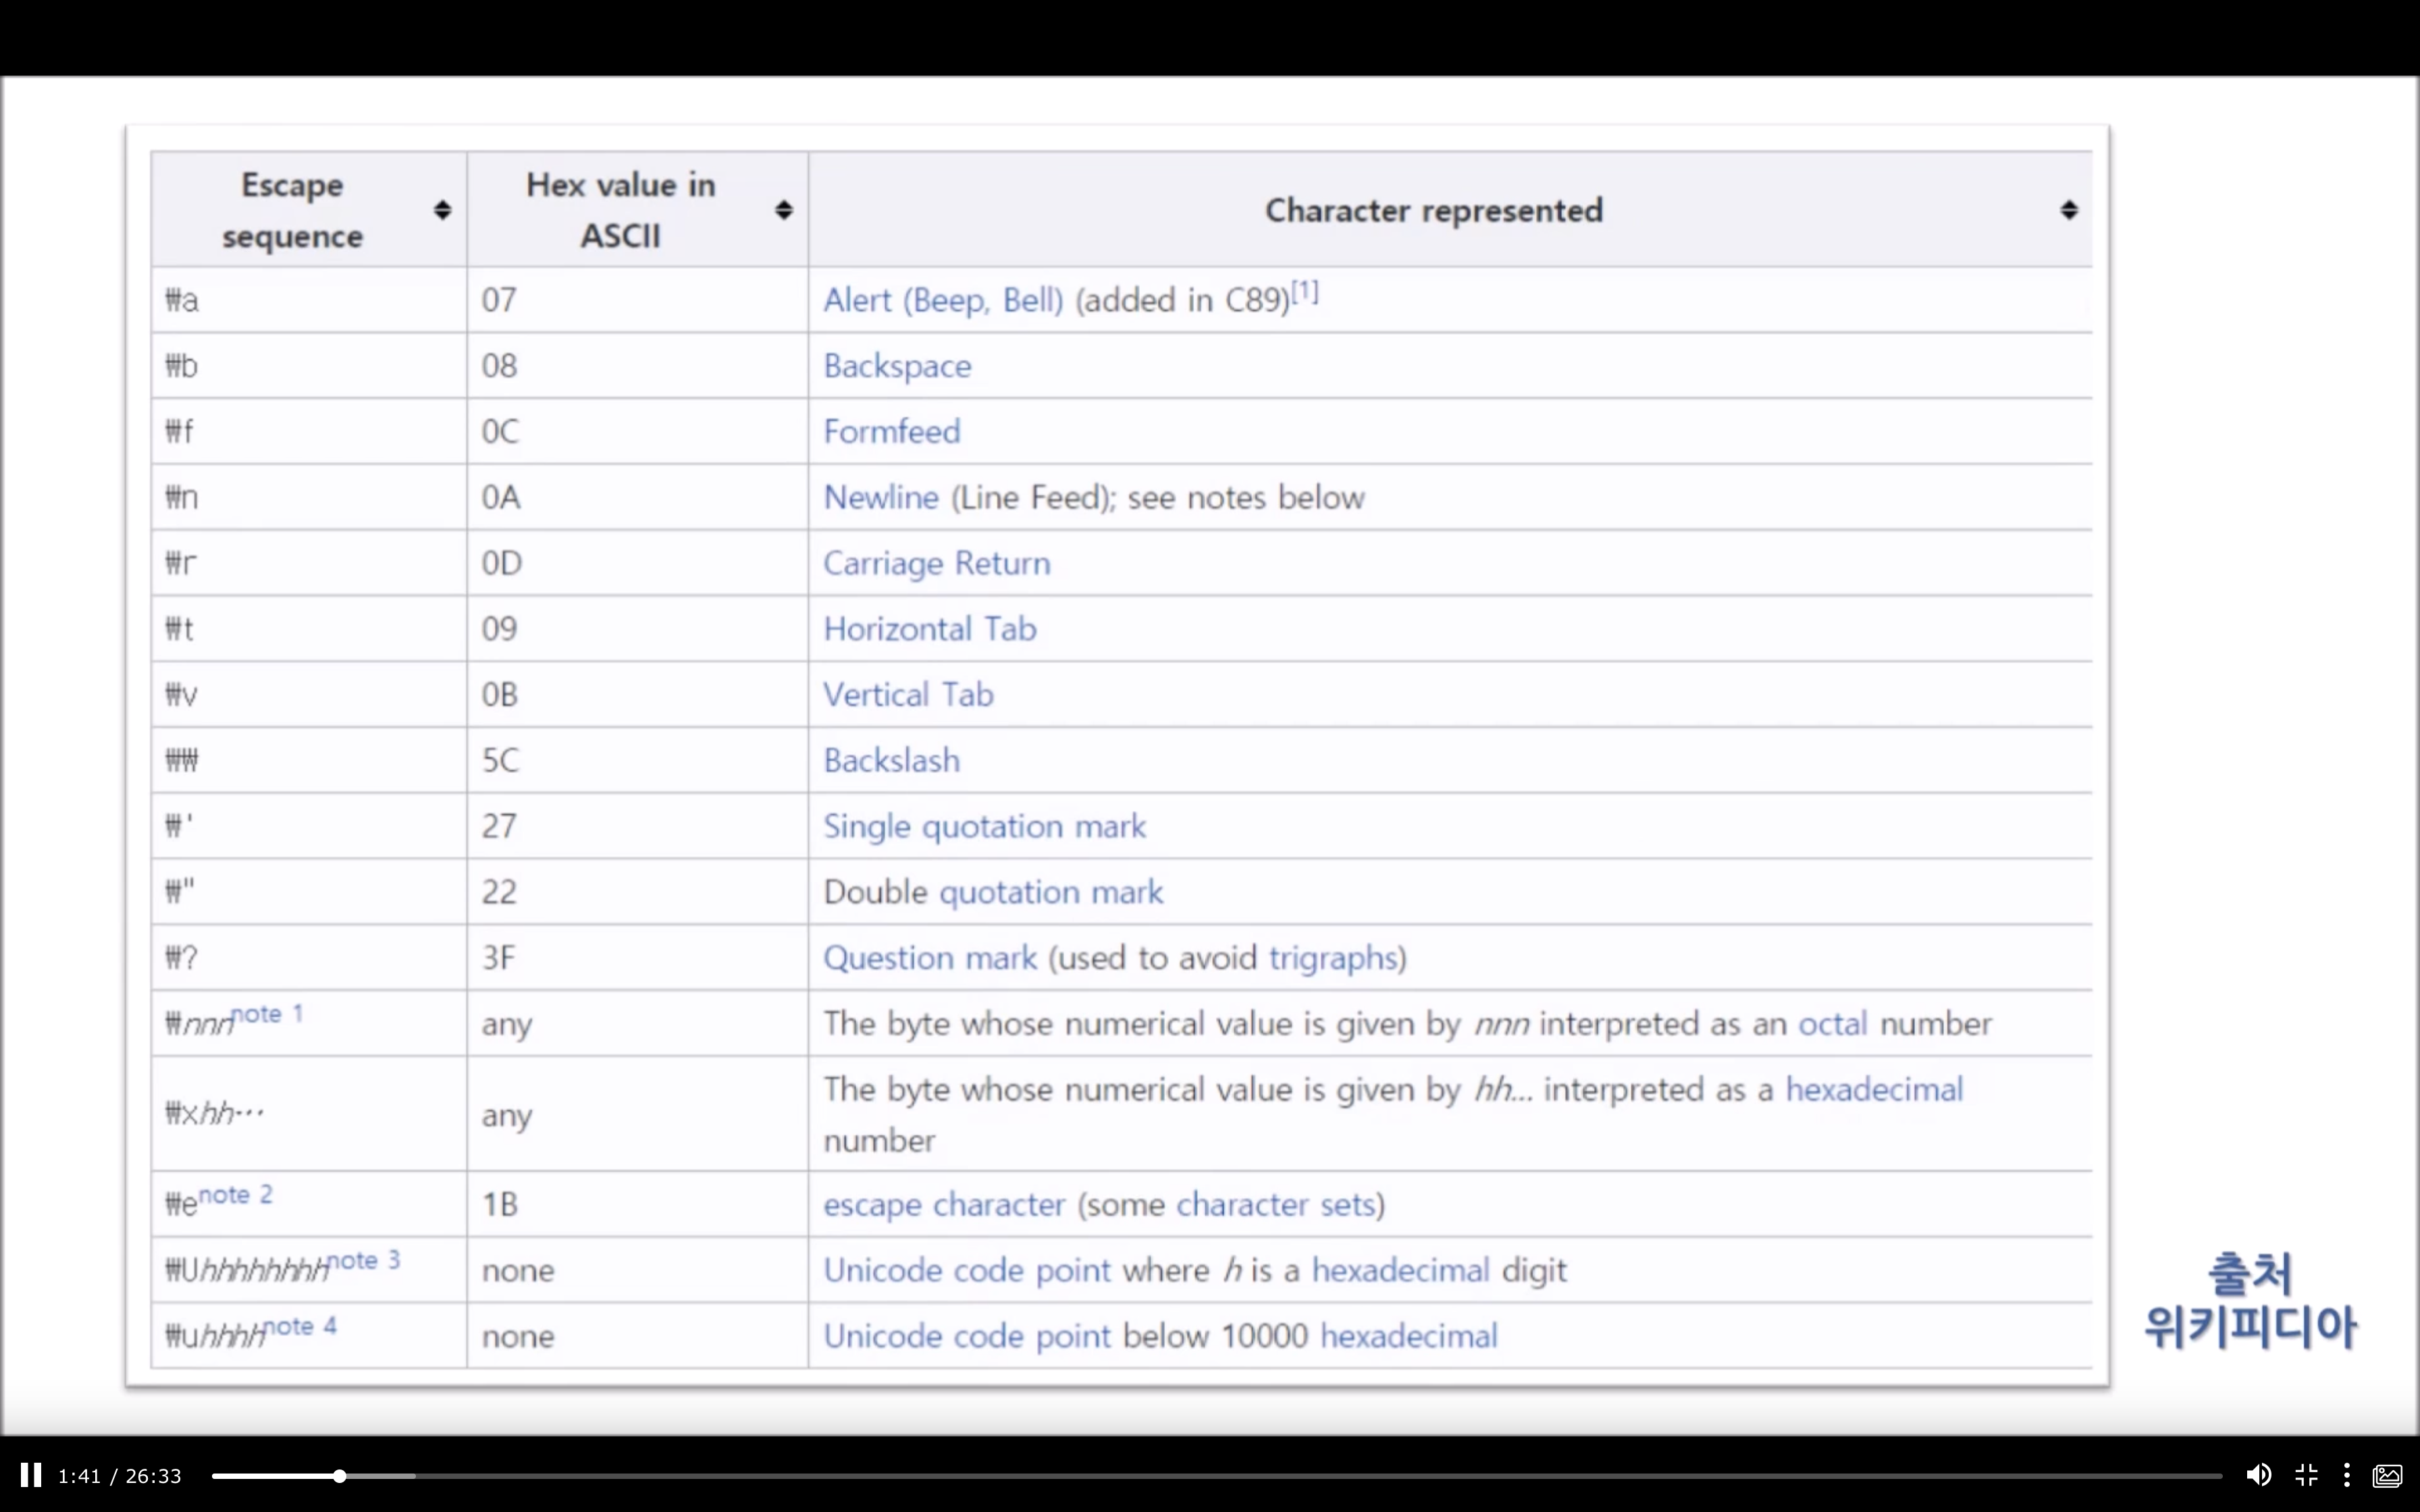 Escape sequence Hex value in ASCII Character represented
₩a 07 Alert (Beep, Bell) (added in C89)[1]
₩b 08 Backspace
₩f 0C Formfeed
₩n 0A Newline (Line Feed); see notes below
₩r 0D Carriage Return
₩t 09 Horizontal Tab
₩v 0B Vertical Tab
₩₩ 5C Backslash
₩' 27 Single quotation mark
₩" 22 Double quotation mark
₩? 3F Question mark (used to avoid trigraphs)
₩nnn note 1 any The byte whose numerical value is given by nnn interpreted as an octal number
₩xhh… any The byte whose numerical value is given by hh... interpreted as a hexadecimal
number
₩e note 2 1B escape character (some character sets)
₩Uhhhhhhhh note 3 none Unicode code point where h is a hexadecimal digit
₩uhhhh note 4 none Unicode code point below 10000 hexadecimal
출처
위키피디아
1:41 / 26:33